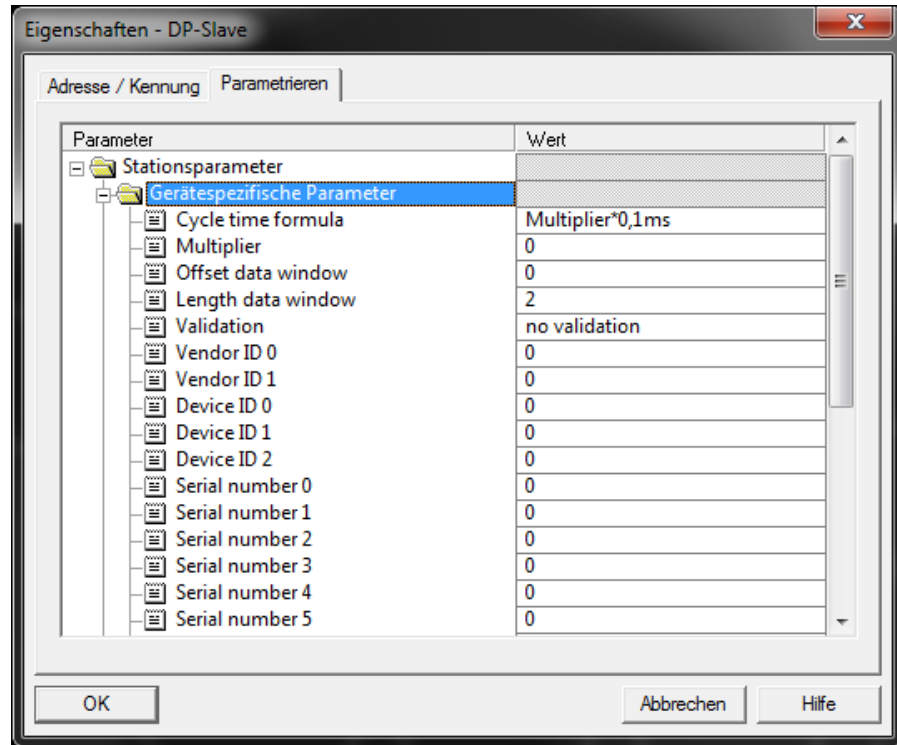 Eigenschaften - DP-Slave
Adresse / Kennung Parametrieren
Parameter Wert
Stationsparameter
Gerätespezifische Parameter
Cycle time formula Multiplier*0,1ms
Multiplier 0
Offset data window 0
Length data window 2
Validation no validation
Vendor ID 0 0
Vendor ID 1 0
Device ID 0 0
Device ID 1 0
Device ID 2 0
Serial number 0 0
Serial number 1 0
Serial number 2 0
Serial number 3 0
Serial number 4 0
Serial number 5 0
OK Abbrechen Hilfe